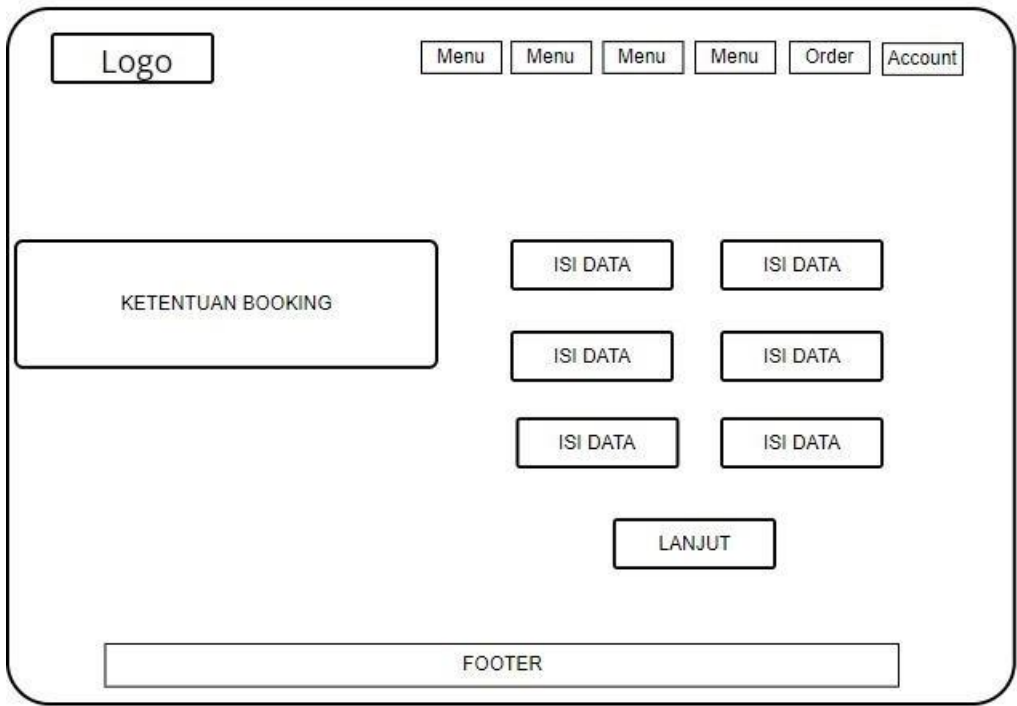 Logo
Menu Menu Menu Menu Order Account
KETENTUAN BOOKING
ISI DATA ISI DATA
ISI DATA ISI DATA
ISI DATA ISI DATA
LANJUT
FOOTER